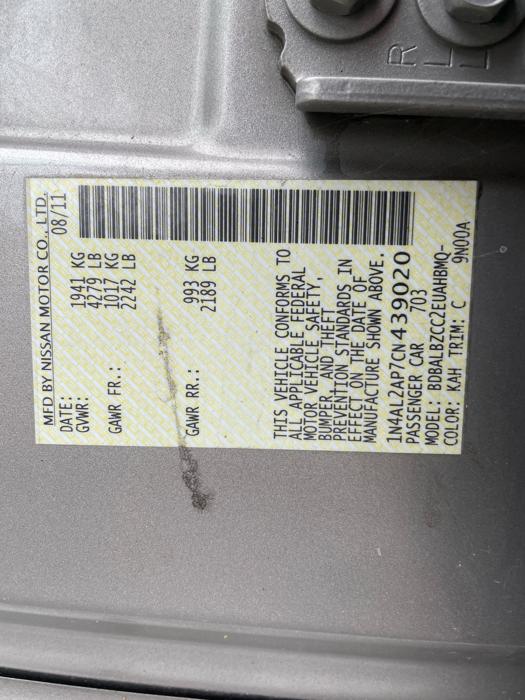 MFD BY NISSAN MOTOR CO., LTD.
DATE: 08/11
GVWR: 1941 KG
4279 LB
GAWR FR.: 1017 KG
2242 LB
GAWR RR.: 993 KG
2189 LB
THIS VEHICLE CONFORMS TO
ALL APPLICABLE FEDERAL
MOTOR VEHICLE SAFETY,
BUMPER, AND THEFT
PREVENTION STANDARDS IN
EFFECT ON THE DATE OF
MANUFACTURE SHOWN ABOVE.
1N4AL2AP7CN439020
PASSENGER CAR 703
MODEL: BDBALBZCC2EUAHBMQ-
COLOR: KAH TRIM: C 9N00A
R L
L